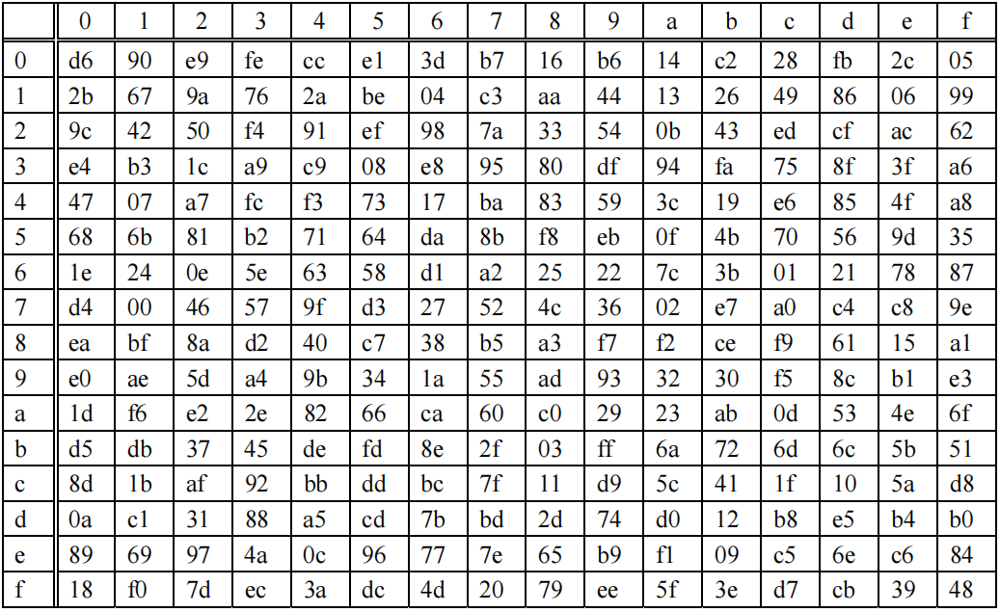 0 1 2 3 4 5 6 7 8 9 a b c d e f
0 d6 90 e9 fe cc e1 3d b7 16 b6 14 c2 28 fb 2c 05
1 2b 67 9a 76 2a be 04 c3 aa 44 13 26 49 86 06 99
2 9c 42 50 f4 91 ef 98 7a 33 54 0b 43 ed cf ac 62
3 e4 b3 1c a9 c9 08 e8 95 80 df 94 fa 75 8f 3f a6
4 47 07 a7 fc f3 73 17 ba 83 59 3c 19 e6 85 4f a8
5 68 6b 81 b2 71 64 da 8b f8 eb 0f 4b 70 56 9d 35
6 1e 24 0e 5e 63 58 d1 a2 25 22 7c 3b 01 21 78 87
7 d4 00 46 57 9f d3 27 52 4c 36 02 e7 a0 c4 c8 9e
8 ea bf 8a d2 40 c7 38 b5 a3 f7 f2 ce f9 61 15 a1
9 e0 ae 5d a4 9b 34 1a 55 ad 93 32 30 f5 8c b1 e3
a 1d f6 e2 2e 82 66 ca 60 c0 29 23 ab 0d 53 4e 6f
b d5 db 37 45 de fd 8e 2f 03 ff 6a 72 6d 6c 5b 51
c 8d 1b af 92 bb dd bc 7f 11 d9 5c 41 1f 10 5a d8
d 0a c1 31 88 a5 cd 7b bd 2d 74 d0 12 b8 e5 b4 b0
e 89 69 97 4a 0c 96 77 7e 65 b9 f1 09 c5 6e c6 84
f 18 f0 7d ec 3a dc 4d 20 79 ee 5f 3e d7 cb 39 48